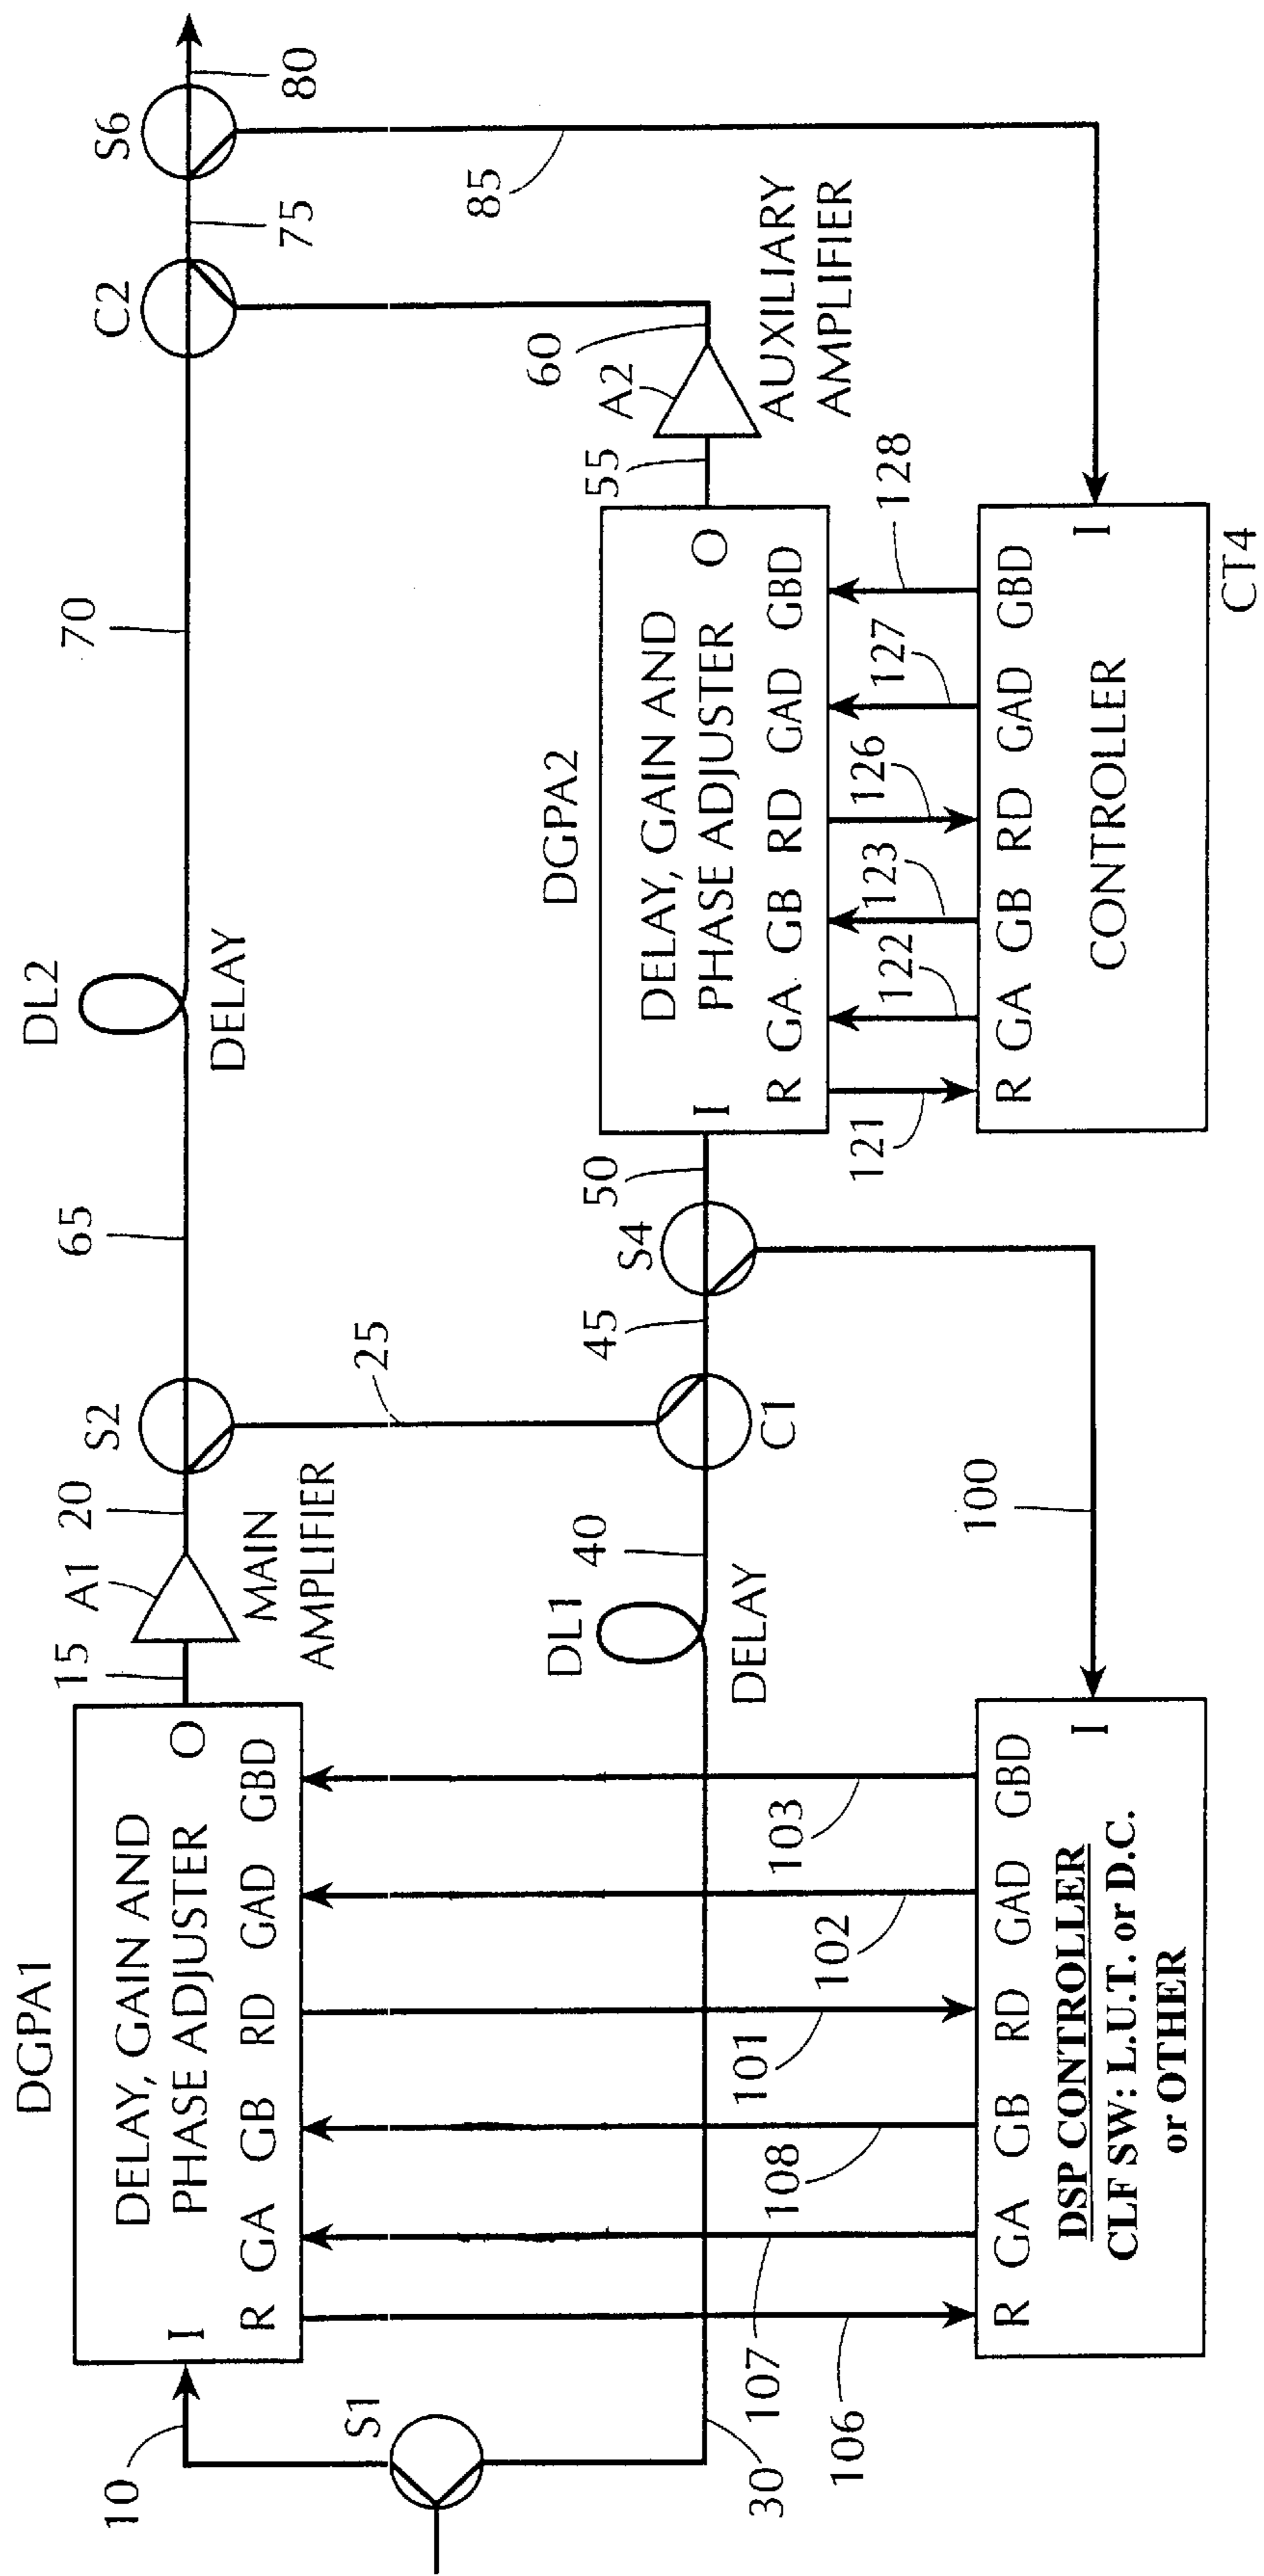 S6
80
C2
75
85
70
60
A2
AUXILIARY
AMPLIFIER
55
DL2
DELAY
65
DGPA2
DELAY, GAIN AND
PHASE ADJUSTER
I
O
R GA GB RD GAD GBD
121
122
123
126
127
128
R GA GB RD GAD GBD
I
CONTROLLER
CT4
S2
20
A1
MAIN
AMPLIFIER
15
25
50
S4
45
C1
40
DL1
DELAY
100
DGPA1
DELAY, GAIN AND
PHASE ADJUSTER
I
O
R GA GB RD GAD GBD
103
102
101
108
107
106
R GA GB RD GAD GBD
I
DSP CONTROLLER
CLF SW: L.U.T. or D.C.
or OTHER
10
S1
30